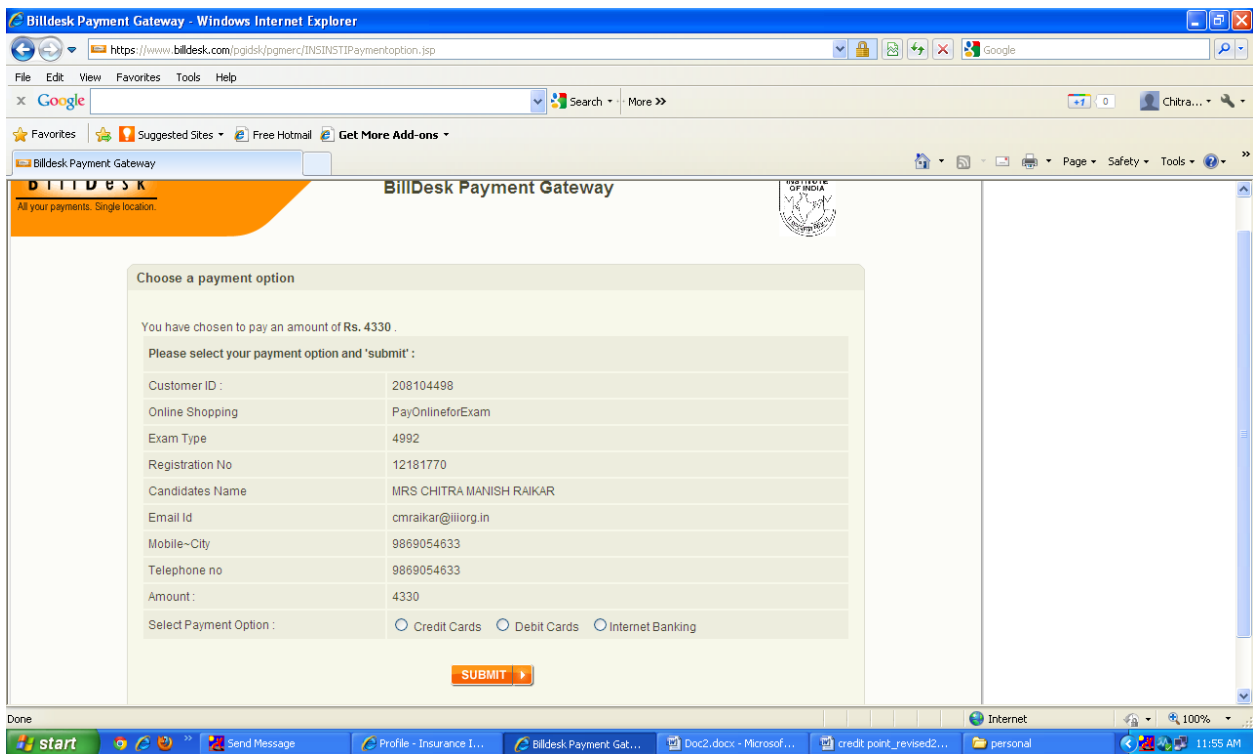 Billdesk Payment Gateway - Windows Internet Explorer
https://www.billdesk.com/pgidsk/pgmerc/INSINSTIPaymentoption.jsp
Google
File Edit View Favorites Tools Help
x Google Search More >> +1 0 Chitra...
Favorites Suggested Sites Free Hotmail Get More Add-ons
Billdesk Payment Gateway Page Safety Tools
BillDesk
All your payments. Single location.
BillDesk Payment Gateway
INSTITUTE
OF INDIA
Choose a payment option
You have chosen to pay an amount of Rs. 4330 .
Please select your payment option and 'submit' :
Customer ID : 208104498
Online Shopping PayOnlineforExam
Exam Type 4992
Registration No 12181770
Candidates Name MRS CHITRA MANISH RAIKAR
Email Id cmraikar@iiiorg.in
Mobile~City 9869054633
Telephone no 9869054633
Amount : 4330
Select Payment Option : Credit Cards Debit Cards Internet Banking
SUBMIT
Done Internet 100%
start Send Message Profile - Insurance I... Billdesk Payment Gat... Doc2.docx - Microsof... credit point_revised2... personal 11:55 AM